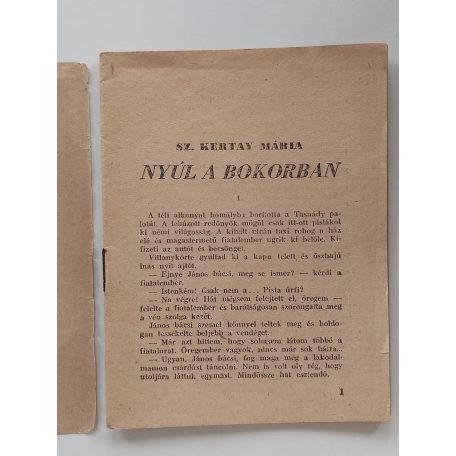 SZ. KERTAY MÁRIA
NYÚL A BOKORBAN
1.
A téli alkonyat homályba borította a Tasnády pa-
lotát. A lehúzott redőnyök mögül csak itt-ott pislákol
ki némi világosság. A kihalt utcán taxi robog a ház
elé és magastermetű fiatalember ugrik ki belőle. Ki-
fizeti az autót és becsönget.
Villanykörte gyullad ki a kapu felett és őszhajú
inas nyil ajtót.
— Ejnye János bácsi, meg se ismer? — kérdi a
fiatalember.
— Istenkém! Csak nem a... Pista úrfi?
— Na végre! Hát mégsem felejtett el, öregem —
felelte a fiatalember és barátságosan szorongatta meg
a vén szolga kezét.
János bácsi szemei könnyel teltek meg és boldo-
gan tessékelte beljebb a vendéget.
— Már azt hittem, hogy sohasem látom többé a
fiatalurat. Öregember vagyok, nincs már sok hátra...
— Ugyan, János bácsi, fog maga még a lakodal-
mamon csárdást táncolni. Nem is volt oly rég, hogy
utoljára láttuk egymást. Mindössze hat esztendő.
1